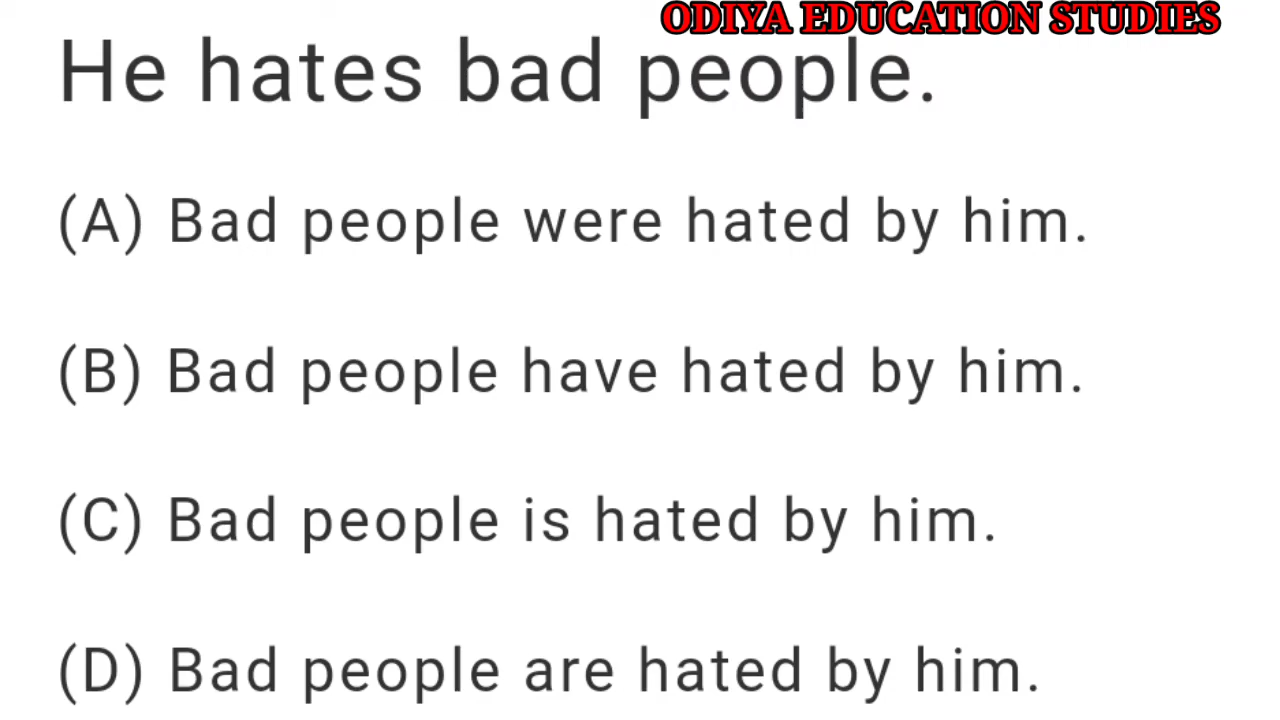 ODIYA EDUCATION STUDIES
He hates bad people.
(A) Bad people were hated by him.
(B) Bad people have hated by him.
(C) Bad people is hated by him.
(D) Bad people are hated by him.